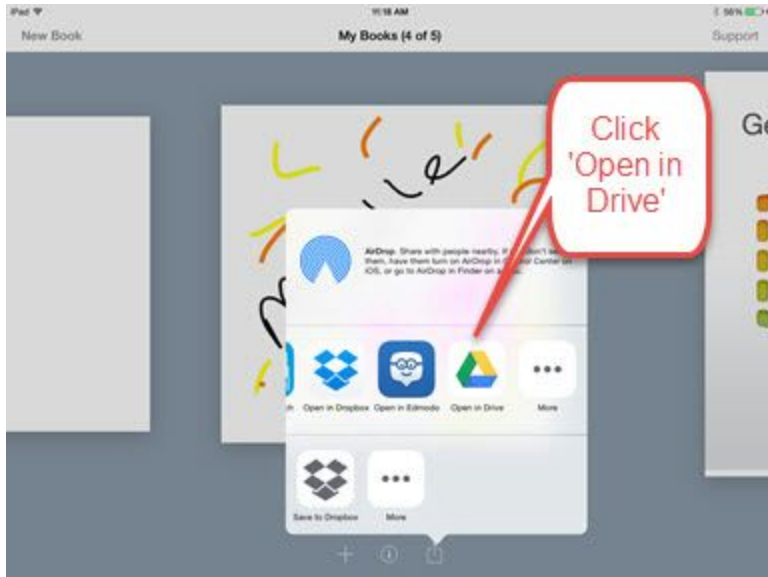 iPad
11:18 AM
56%
New Book
My Books (4 of 5)
Support
Click
'Open in
Drive'
Ge
AirDrop. Share with people nearby. If
them, have them turn on AirDrop in Center on
iOS, or go to AirDrop in Finder on a
Open in Dropbox
Open in Edmodo
Open in Drive
More
Save to Dropbox
More